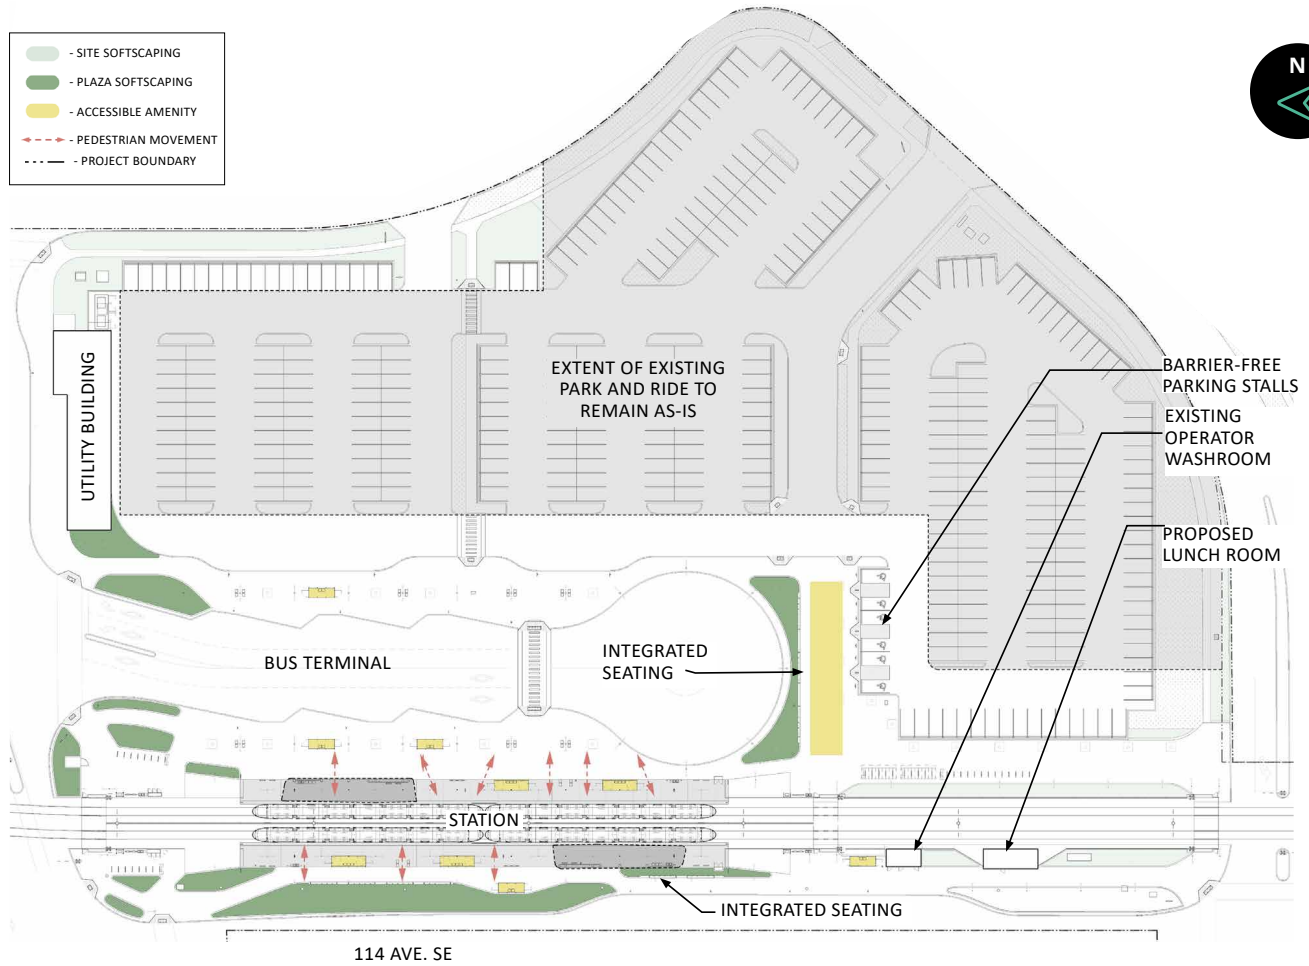 - SITE SOFTSCAPING
- PLAZA SOFTSCAPING
- ACCESSIBLE AMENITY
- PEDESTRIAN MOVEMENT
- PROJECT BOUNDARY
N
EXTENT OF EXISTING
PARK AND RIDE TO
REMAIN AS-IS
BARRIER-FREE
PARKING STALLS
EXISTING
OPERATOR
WASHROOM
PROPOSED
LUNCH ROOM
UTILITY BUILDING
BUS TERMINAL
INTEGRATED
SEATING
STATION
INTEGRATED SEATING
114 AVE. SE